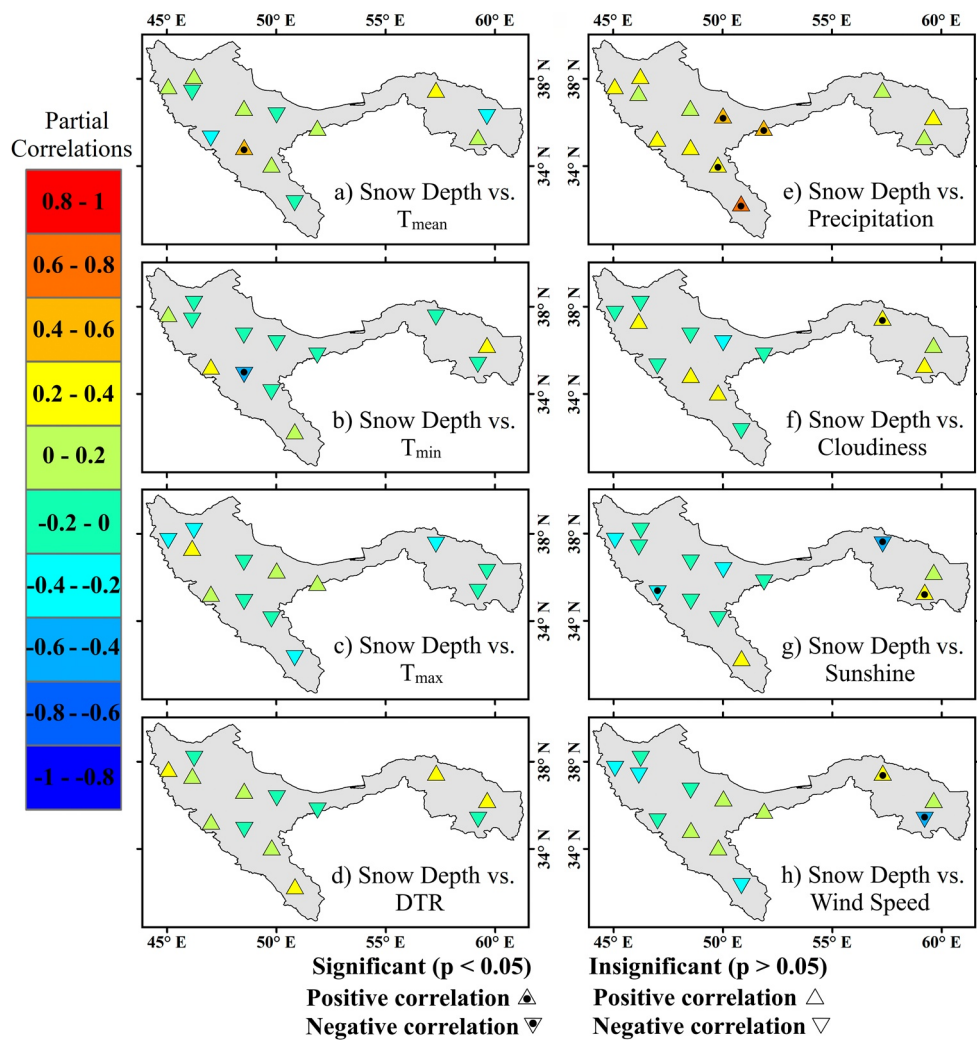 45° E 50° E 55° E 60° E 45° E 50° E 55° E 60° E
38° N
34° N
38° N
34° N
Partial
Correlations
0.8 - 1
0.6 - 0.8
0.4 - 0.6
0.2 - 0.4
0 - 0.2
-0.2 - 0
-0.4 - -0.2
-0.6 - -0.4
-0.8 - -0.6
-1 - -0.8
a) Snow Depth vs.
Tmean
e) Snow Depth vs.
Precipitation
38° N
34° N
38° N
34° N
b) Snow Depth vs.
Tmin
f) Snow Depth vs.
Cloudiness
38° N
34° N
38° N
34° N
c) Snow Depth vs.
Tmax
g) Snow Depth vs.
Sunshine
38° N
34° N
38° N
34° N
d) Snow Depth vs.
DTR
h) Snow Depth vs.
Wind Speed
45° E 50° E 55° E 60° E 45° E 50° E 55° E 60° E
Significant (p < 0.05)
Positive correlation
Negative correlation
Insignificant (p > 0.05)
Positive correlation
Negative correlation